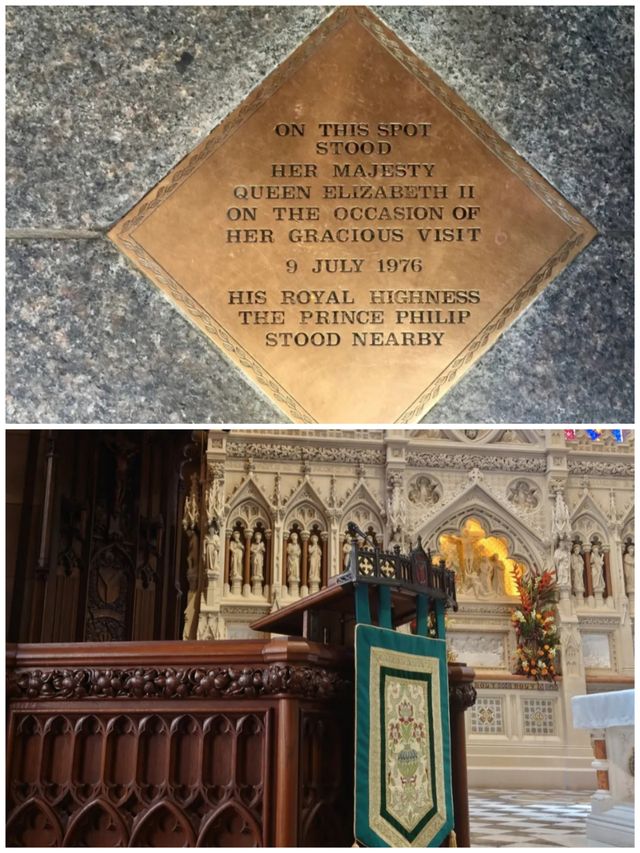 ON THIS SPOT
STOOD
HER MAJESTY
QUEEN ELIZABETH II
ON THE OCCASION OF
HER GRACIOUS VISIT
9 JULY 1976
HIS ROYAL HIGHNESS
THE PRINCE PHILIP
STOOD NEARBY